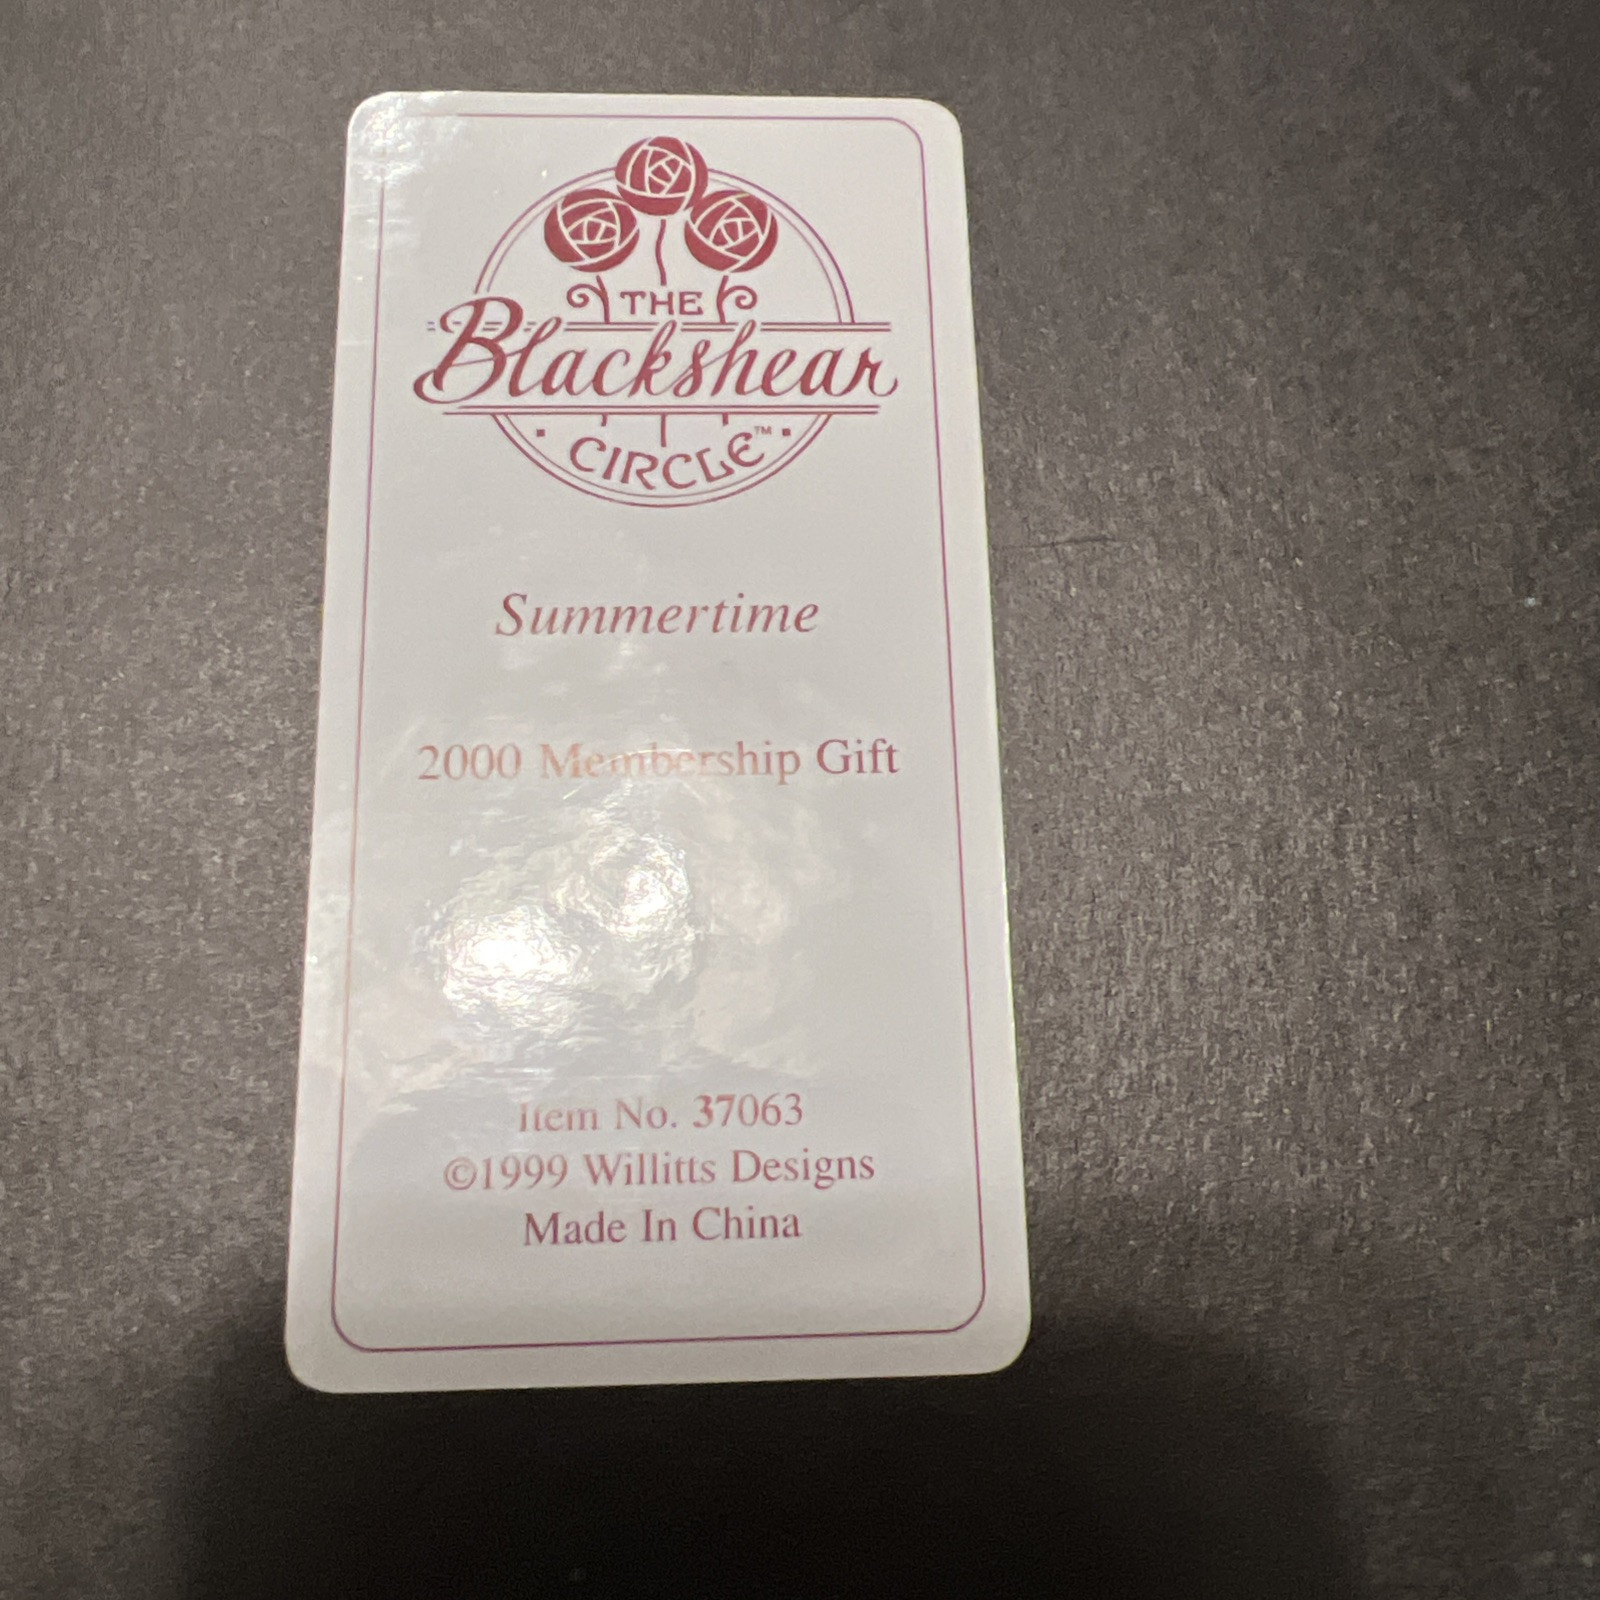 THE
Blackshear
CIRCLE™
Summertime
2000 Membership Gift
Item No. 37063
©1999 Willitts Designs
Made In China